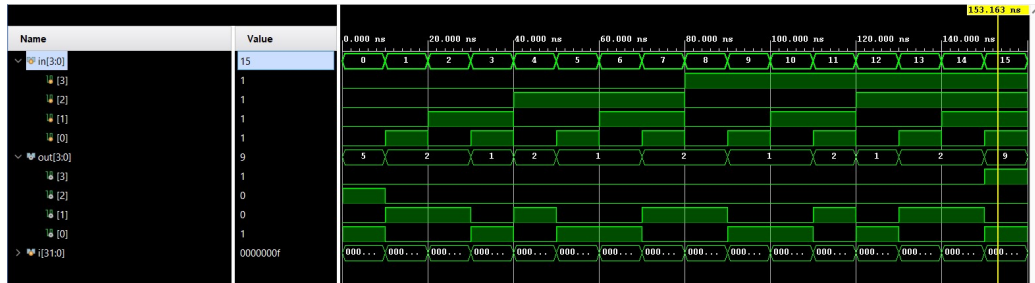 153.163 ns
Name Value 0.000 ns 20.000 ns 40.000 ns 60.000 ns 80.000 ns 100.000 ns 120.000 ns 140.000 ns
in[3:0] 15 0 1 2 3 4 5 6 7 8 9 10 11 12 13 14 15
[3] 1
[2] 1
[1] 1
[0] 1
out[3:0] 9 5 2 1 2 1 2 1 2 1 2 9
[3] 1
[2] 0
[1] 0
[0] 1
i[31:0] 0000000f 000... 000... 000... 000... 000... 000... 000... 000... 000... 000... 000... 000... 000... 000... 000... 000...